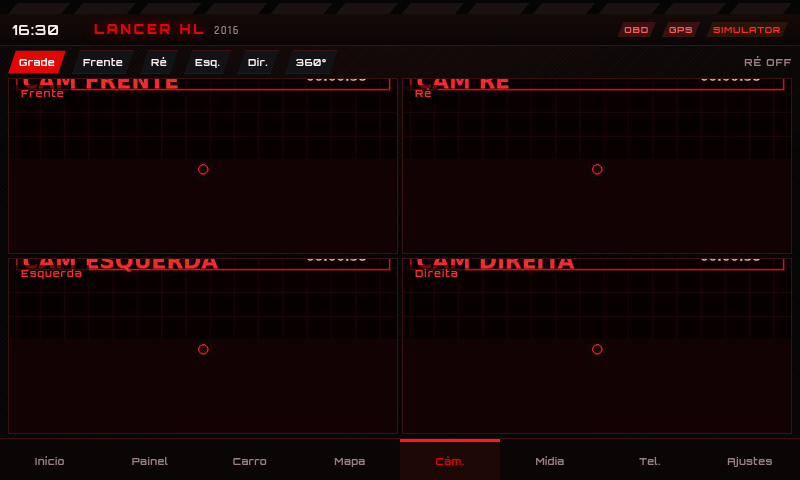 16:30 LANCER HL 2016 OBD GPS SIMULATOR
Grade Frente Ré Esq. Dir. 360° RÉ OFF
CAM FRENTE
Frente
CAM RÉ
Ré
CAM ESQUERDA
Esquerda
CAM DIREITA
Direita
Início Painel Carro Mapa Câm. Mídia Tel. Ajustes